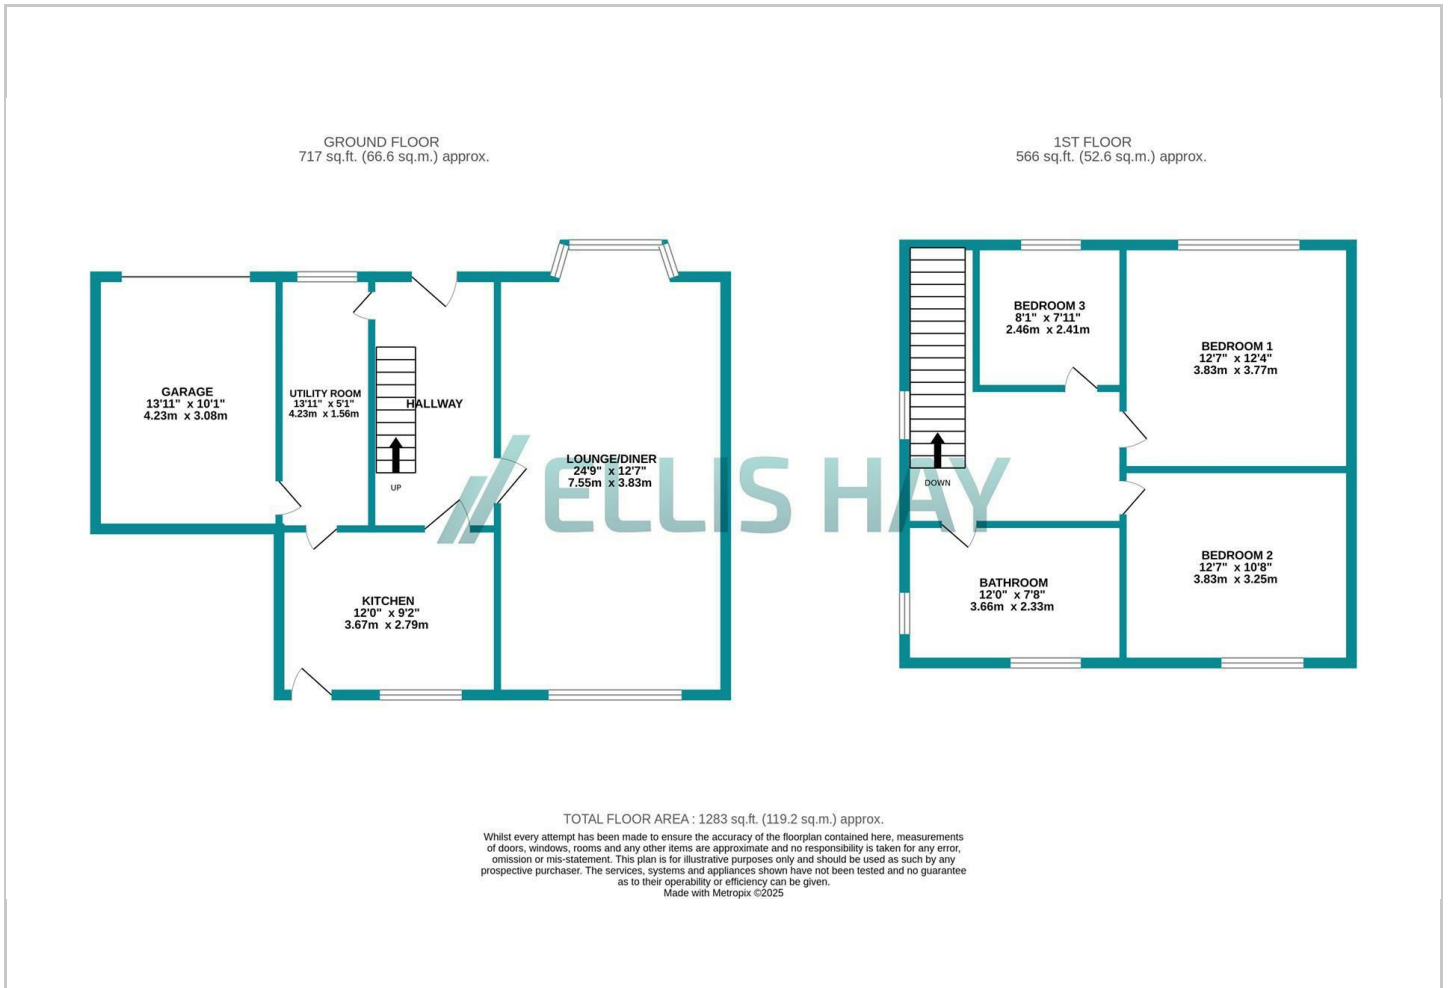 GROUND FLOOR
717 sq.ft. (66.6 sq.m.) approx.
1ST FLOOR
566 sq.ft. (52.6 sq.m.) approx.
GARAGE
13'11" x 10'1"
4.23m x 3.08m
UTILITY ROOM
13'11" x 5'1"
4.23m x 1.56m
HALLWAY
UP
LOUNGE/DINER
24'9" x 12'7"
7.55m x 3.83m
KITCHEN
12'0" x 9'2"
3.67m x 2.79m
BEDROOM 3
8'1" x 7'11"
2.46m x 2.41m
BEDROOM 1
12'7" x 12'4"
3.83m x 3.77m
DOWN
BATHROOM
12'0" x 7'8"
3.66m x 2.33m
BEDROOM 2
12'7" x 10'8"
3.83m x 3.25m
ELLIS HAY
TOTAL FLOOR AREA : 1283 sq.ft. (119.2 sq.m.) approx.
Whilst every attempt has been made to ensure the accuracy of the floorplan contained here, measurements
of doors, windows, rooms and any other items are approximate and no responsibility is taken for any error,
omission or mis-statement. This plan is for illustrative purposes only and should be used as such by any
prospective purchaser. The services, systems and appliances shown have not been tested and no guarantee
as to their operability or efficiency can be given.
Made with Metropix ©2025